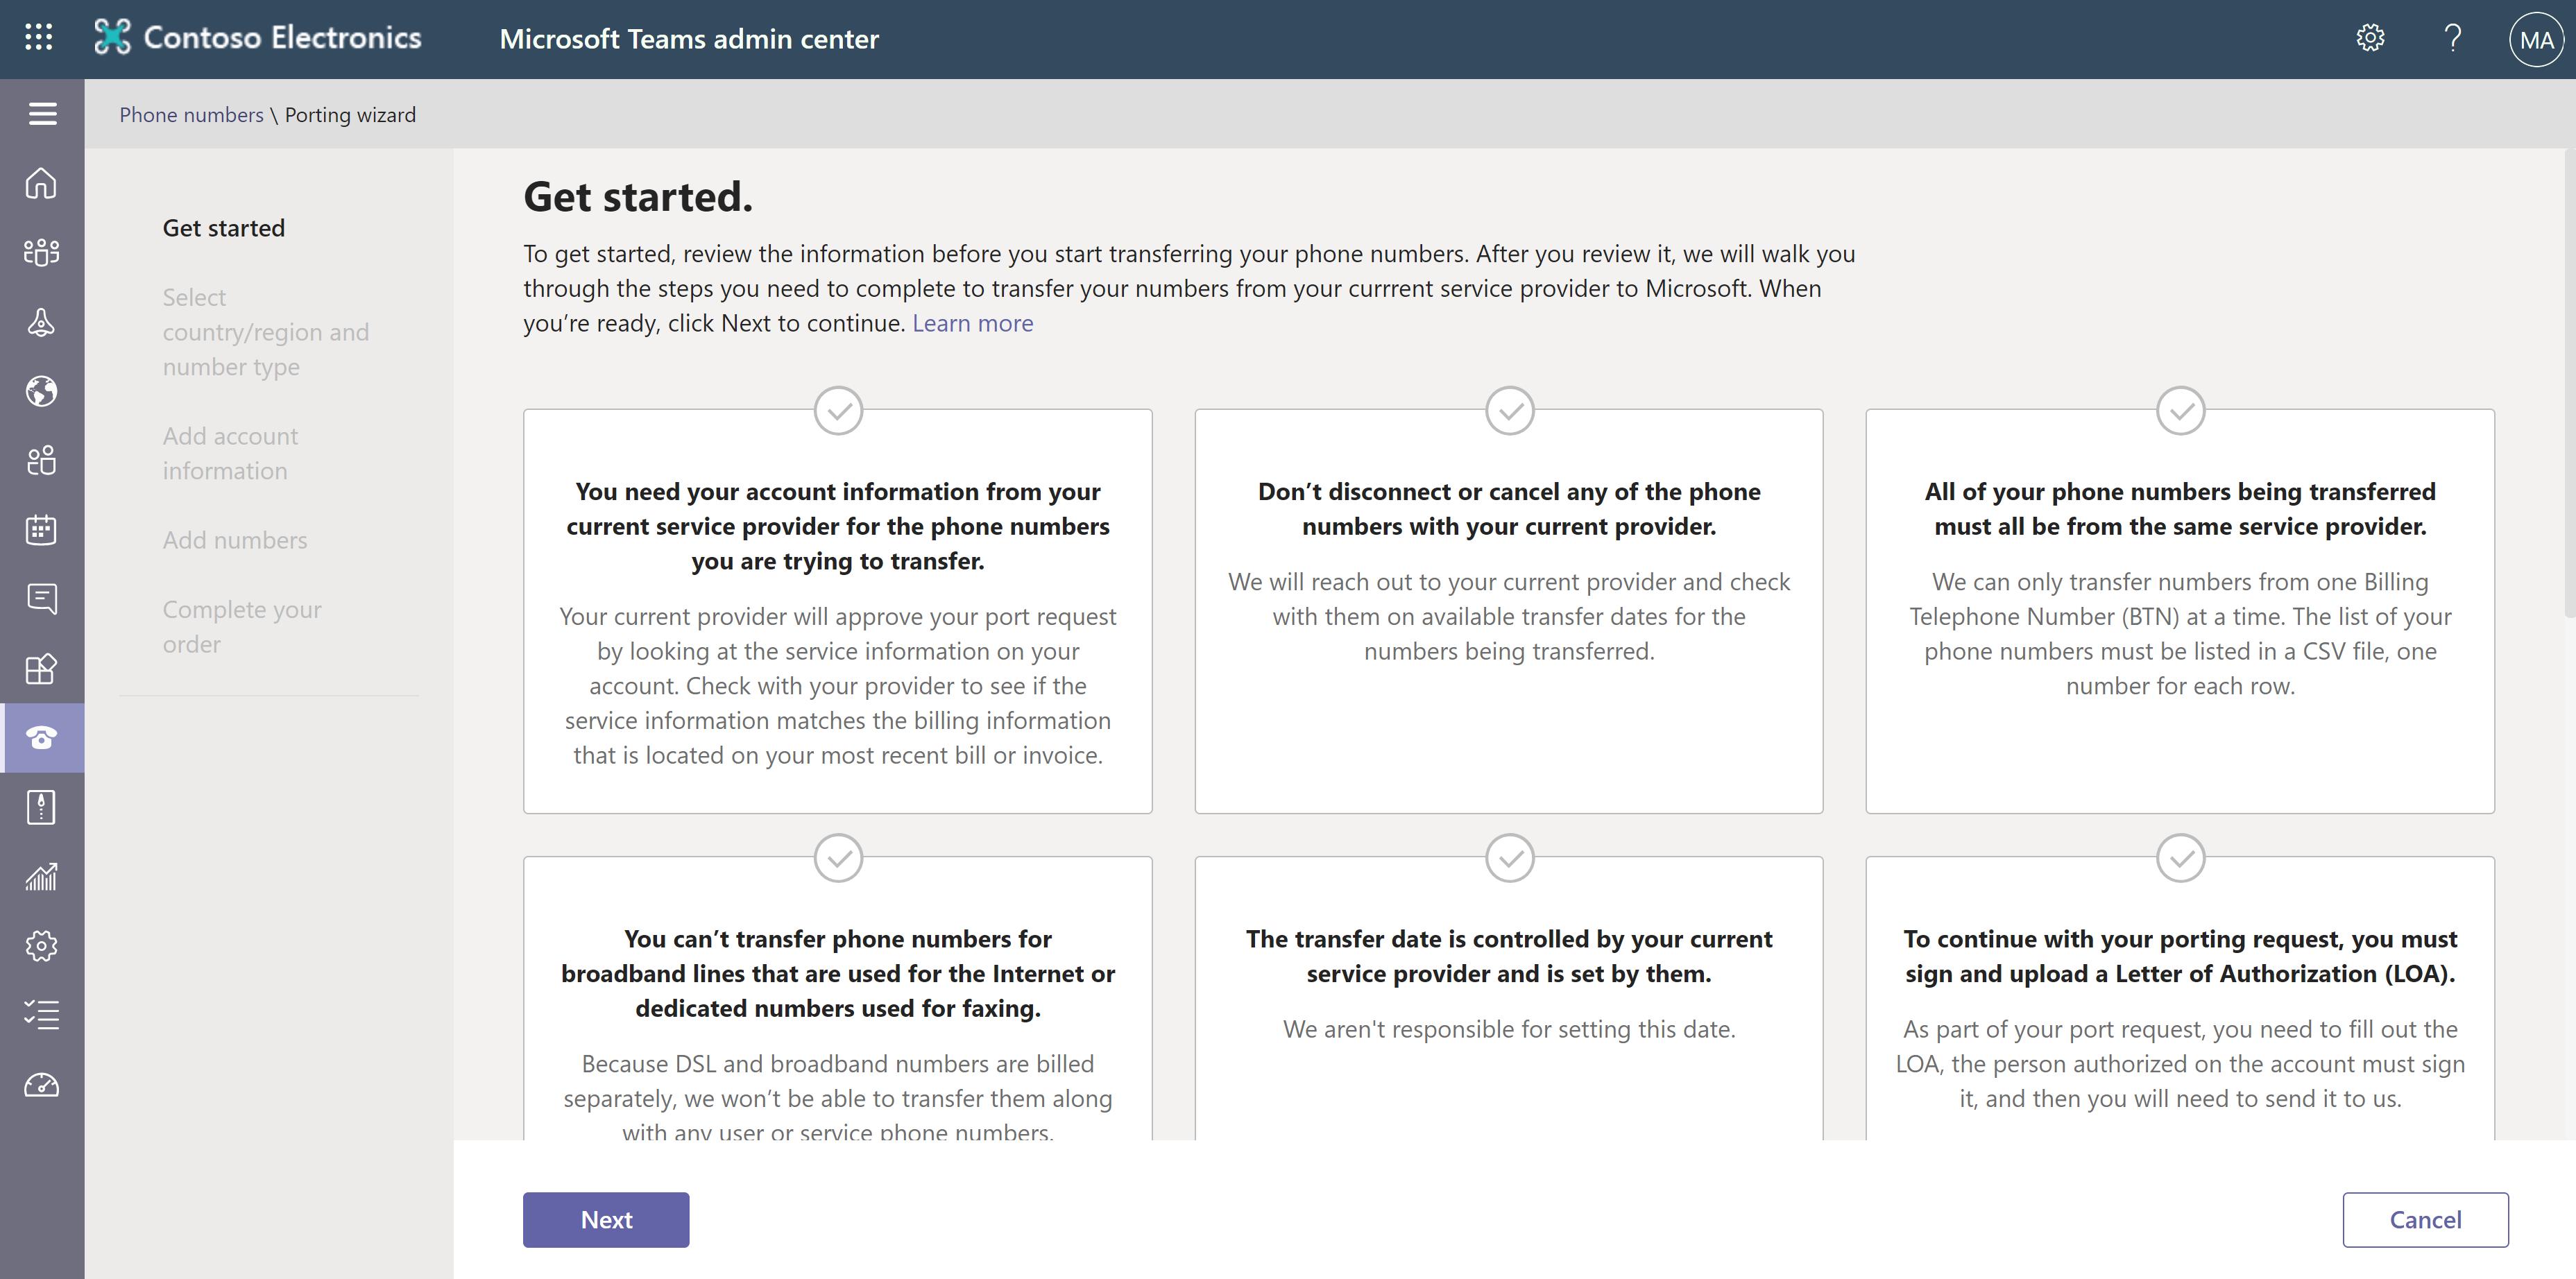 Contoso Electronics
Microsoft Teams admin center
MA
Phone numbers \ Porting wizard
Get started
Select
country/region and
number type
Add account
information
Add numbers
Complete your
order
Get started.
To get started, review the information before you start transferring your phone numbers. After you review it, we will walk you
through the steps you need to complete to transfer your numbers from your currrent service provider to Microsoft. When
you’re ready, click Next to continue. Learn more
You need your account information from your
current service provider for the phone numbers
you are trying to transfer.
Your current provider will approve your port request
by looking at the service information on your
account. Check with your provider to see if the
service information matches the billing information
that is located on your most recent bill or invoice.
Don’t disconnect or cancel any of the phone
numbers with your current provider.
We will reach out to your current provider and check
with them on available transfer dates for the
numbers being transferred.
All of your phone numbers being transferred
must all be from the same service provider.
We can only transfer numbers from one Billing
Telephone Number (BTN) at a time. The list of your
phone numbers must be listed in a CSV file, one
number for each row.
You can’t transfer phone numbers for
broadband lines that are used for the Internet or
dedicated numbers used for faxing.
Because DSL and broadband numbers are billed
separately, we won’t be able to transfer them along
with any user or service phone numbers.
The transfer date is controlled by your current
service provider and is set by them.
We aren't responsible for setting this date.
To continue with your porting request, you must
sign and upload a Letter of Authorization (LOA).
As part of your port request, you need to fill out the
LOA, the person authorized on the account must sign
it, and then you will need to send it to us.
Next
Cancel